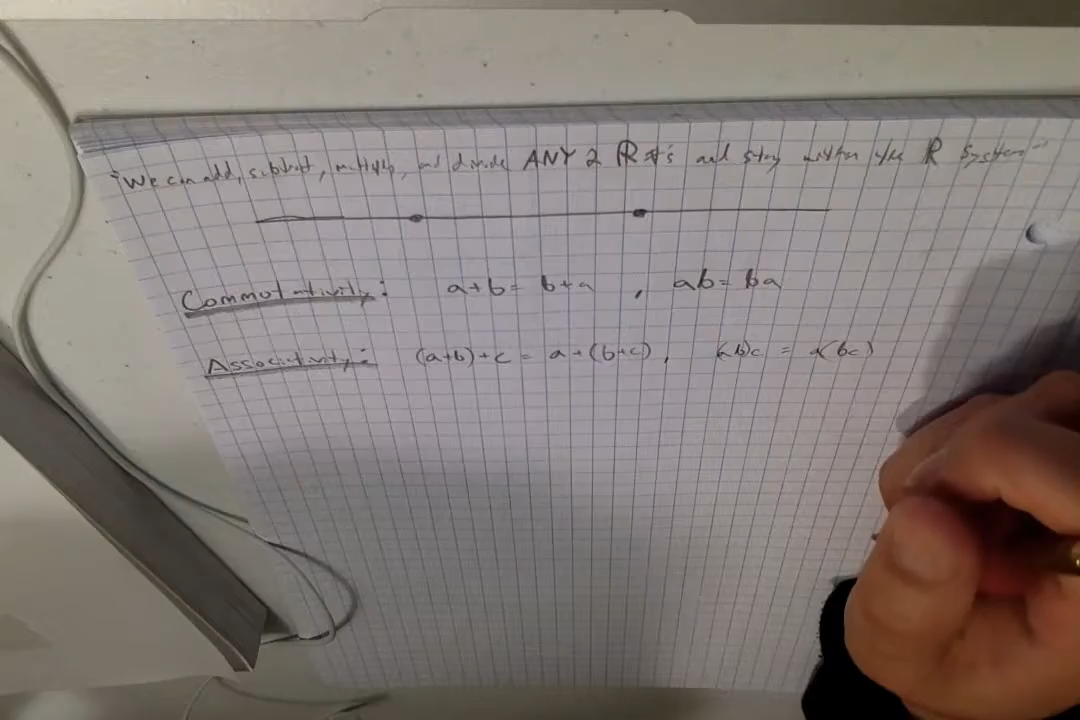 "We can add, subtract, multiply, and divide ANY 2 ℝ #'s and stay within the ℝ system"
Commutativity: a+b = b+a , ab = ba
Associativity: (a+b)+c = a+(b+c), (ab)c = a(bc)